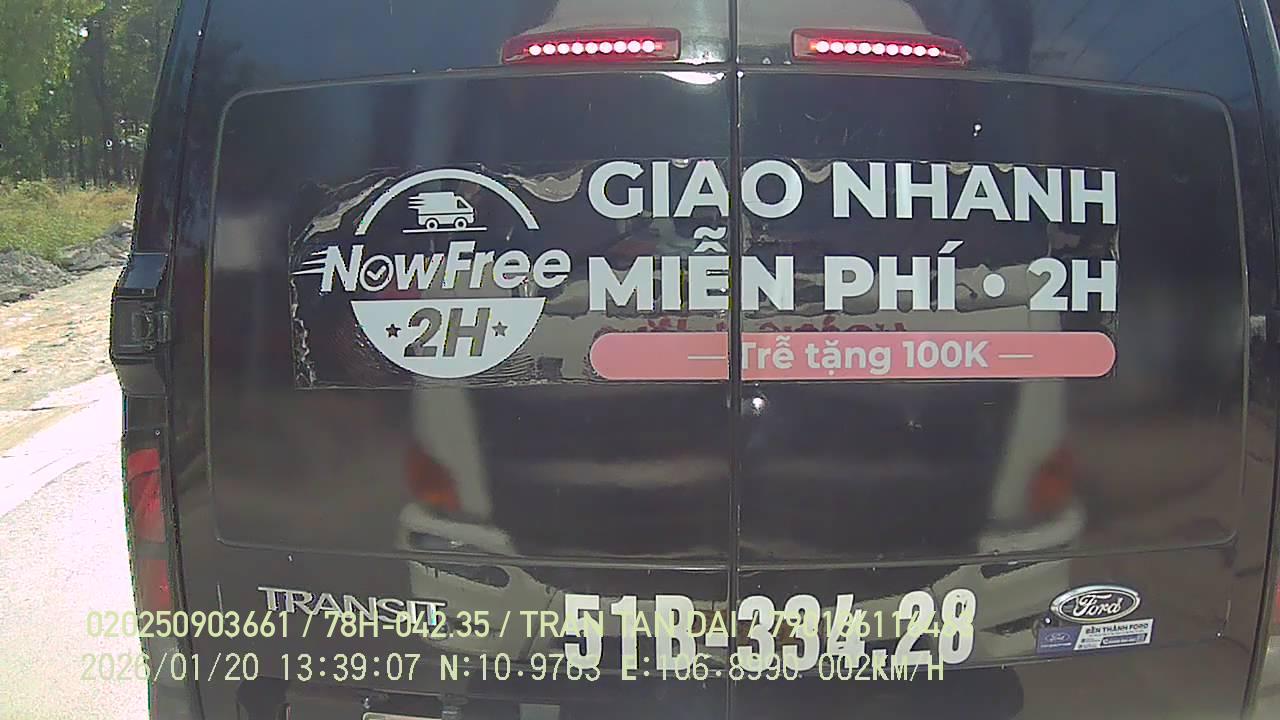 GIAO NHANH
MIỄN PHÍ • 2H
NowFree
2H
Trễ tặng 100K
TRANSIT
51B-334.28
Ford
BẾN THÀNH FORD
020250903661 / 78H-042.35 / TRAN TAN DAI /
2026/01/20 13:39:07 N:10.9763 E:106.8990 002KM/H